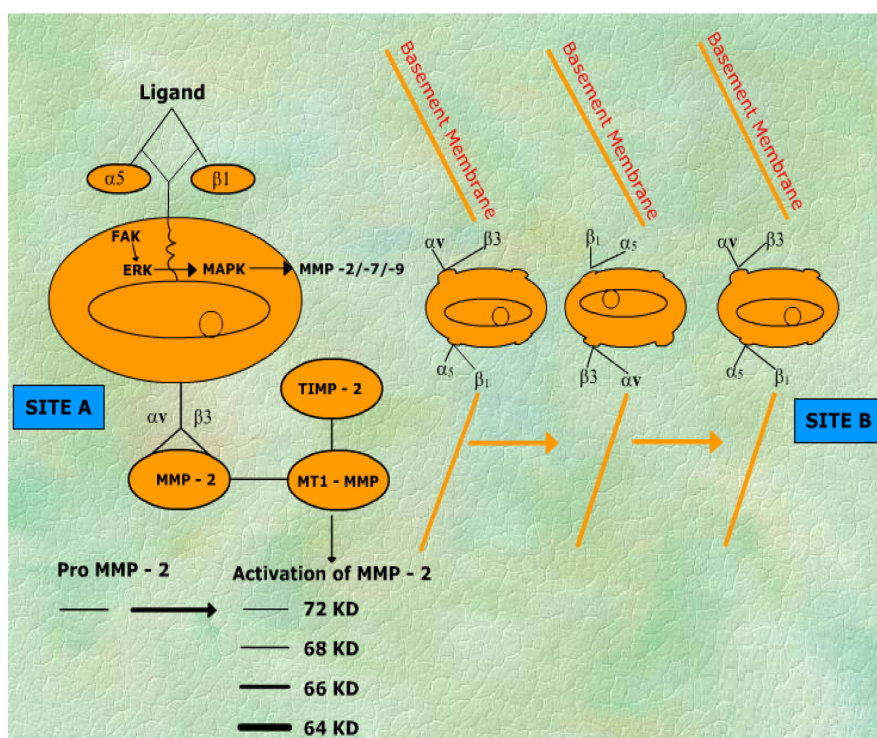 Ligand
α5
β1
FAK
ERK
MAPK
MMP -2/-7/-9
SITE A
αv
β3
TIMP - 2
MMP - 2
MT1 - MMP
Pro MMP - 2
Activation of MMP - 2
72 KD
68 KD
66 KD
64 KD
Basement Membrane
Basement Membrane
Basement Membrane
αv
β3
α5
β1
β1
α5
β3
αv
αv
β3
α5
β1
SITE B